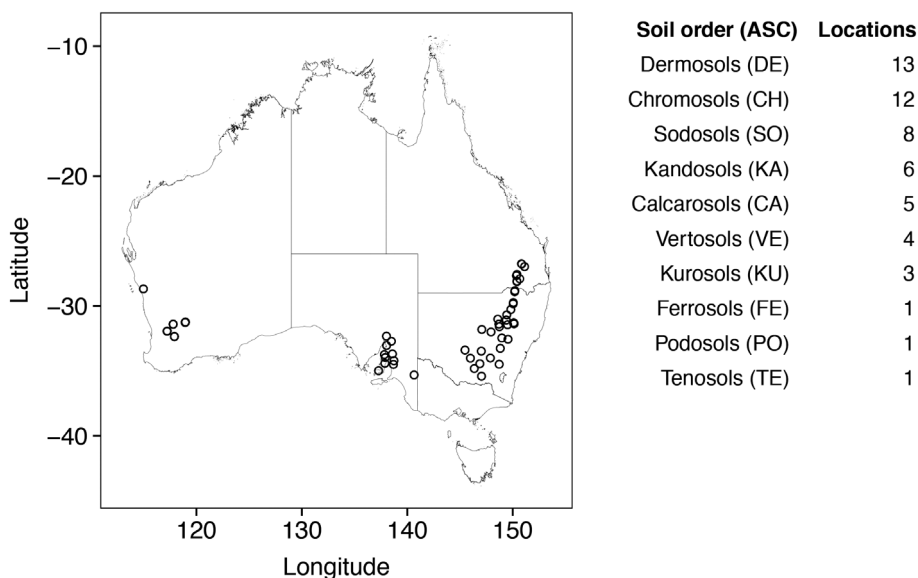 −10
−20
−30
−40
Latitude
120 130 140 150
Longitude
Soil order (ASC) Locations
Dermosols (DE) 13
Chromosols (CH) 12
Sodosols (SO) 8
Kandosols (KA) 6
Calcarosols (CA) 5
Vertosols (VE) 4
Kurosols (KU) 3
Ferrosols (FE) 1
Podosols (PO) 1
Tenosols (TE) 1